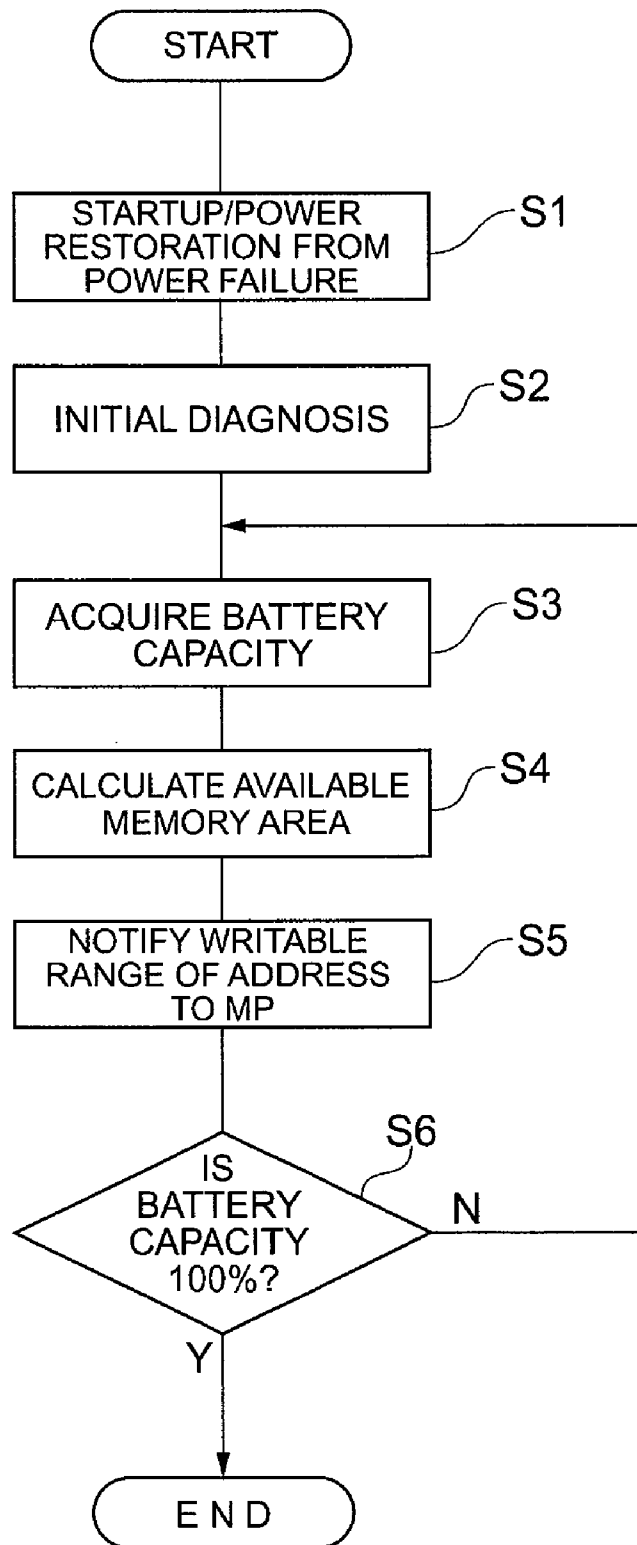 START
STARTUP/POWER
RESTORATION FROM
POWER FAILURE
S1
INITIAL DIAGNOSIS
S2
ACQUIRE BATTERY
CAPACITY
S3
CALCULATE AVAILABLE
MEMORY AREA
S4
NOTIFY WRITABLE
RANGE OF ADDRESS
TO MP
S5
IS
BATTERY
CAPACITY
100%?
S6
N
Y
END